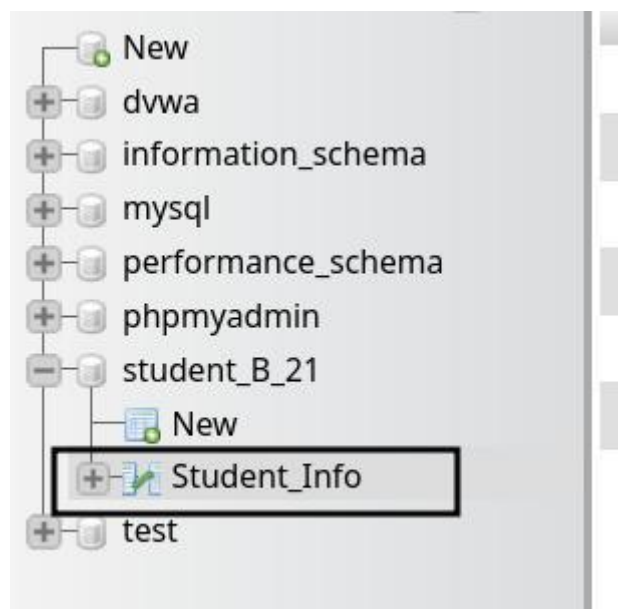 New
dvwa
information_schema
mysql
performance_schema
phpmyadmin
student_B_21
New
Student_Info
test